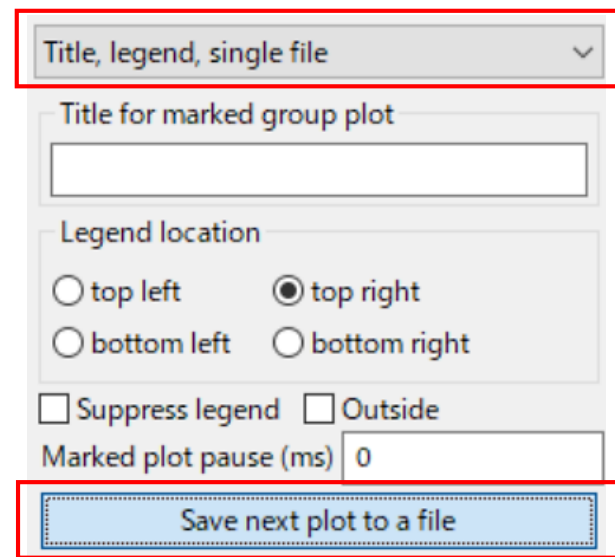 Title, legend, single file
Title for marked group plot
Legend location
top left top right
bottom left bottom right
Suppress legend Outside
Marked plot pause (ms) 0
Save next plot to a file